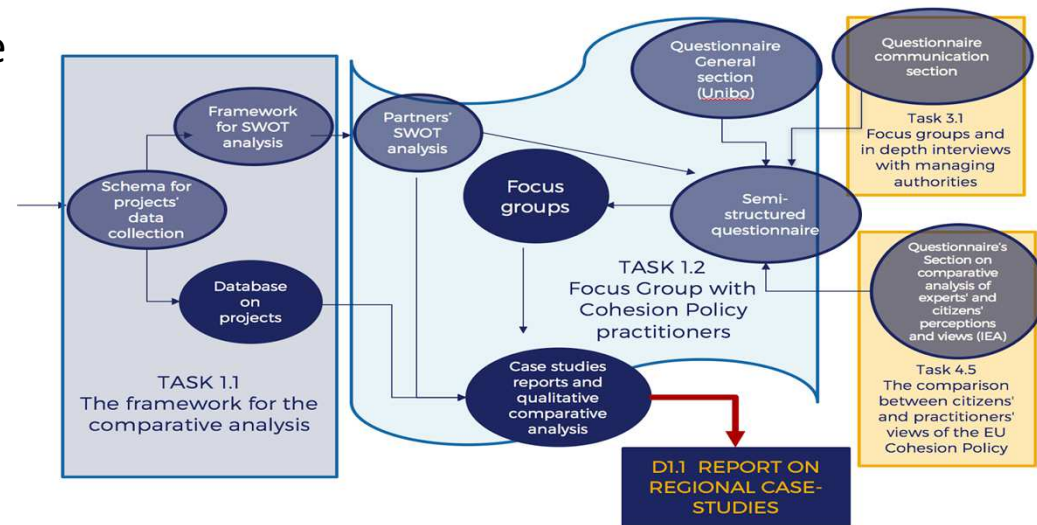 e
Framework
for SWOT
analysis
Schema for
projects'
data
collection
Database
on
projects
TASK 1.1
The framework for the
comparative analysis
Partners'
SWOT
analysis
Focus
groups
Questionnaire
General
section
(Unibo)
Semi-
structured
questionnaire
TASK 1.2
Focus Group with
Cohesion Policy
practitioners
Case studies
reports and
qualitative
comparative
analysis
D1.1 REPORT ON
REGIONAL CASE-
STUDIES
Questionnaire
communication
section
Task 3.1
Focus groups and
in depth interviews
with managing
authorities
Questionnaire's
Section on
comparative
analysis of
experts' and
citizens'
perceptions
and views (IEA)
Task 4.5
The comparison
between citizens'
and practitioners'
views of the EU
Cohesion Policy